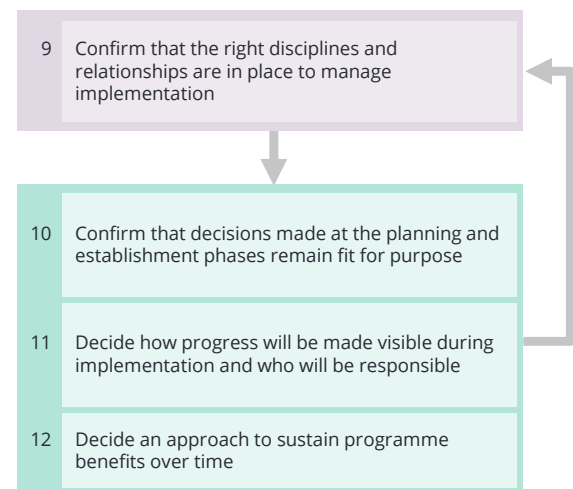 9 Confirm that the right disciplines and
relationships are in place to manage
implementation
10 Confirm that decisions made at the planning and
establishment phases remain fit for purpose
11 Decide how progress will be made visible during
implementation and who will be responsible
12 Decide an approach to sustain programme
benefits over time